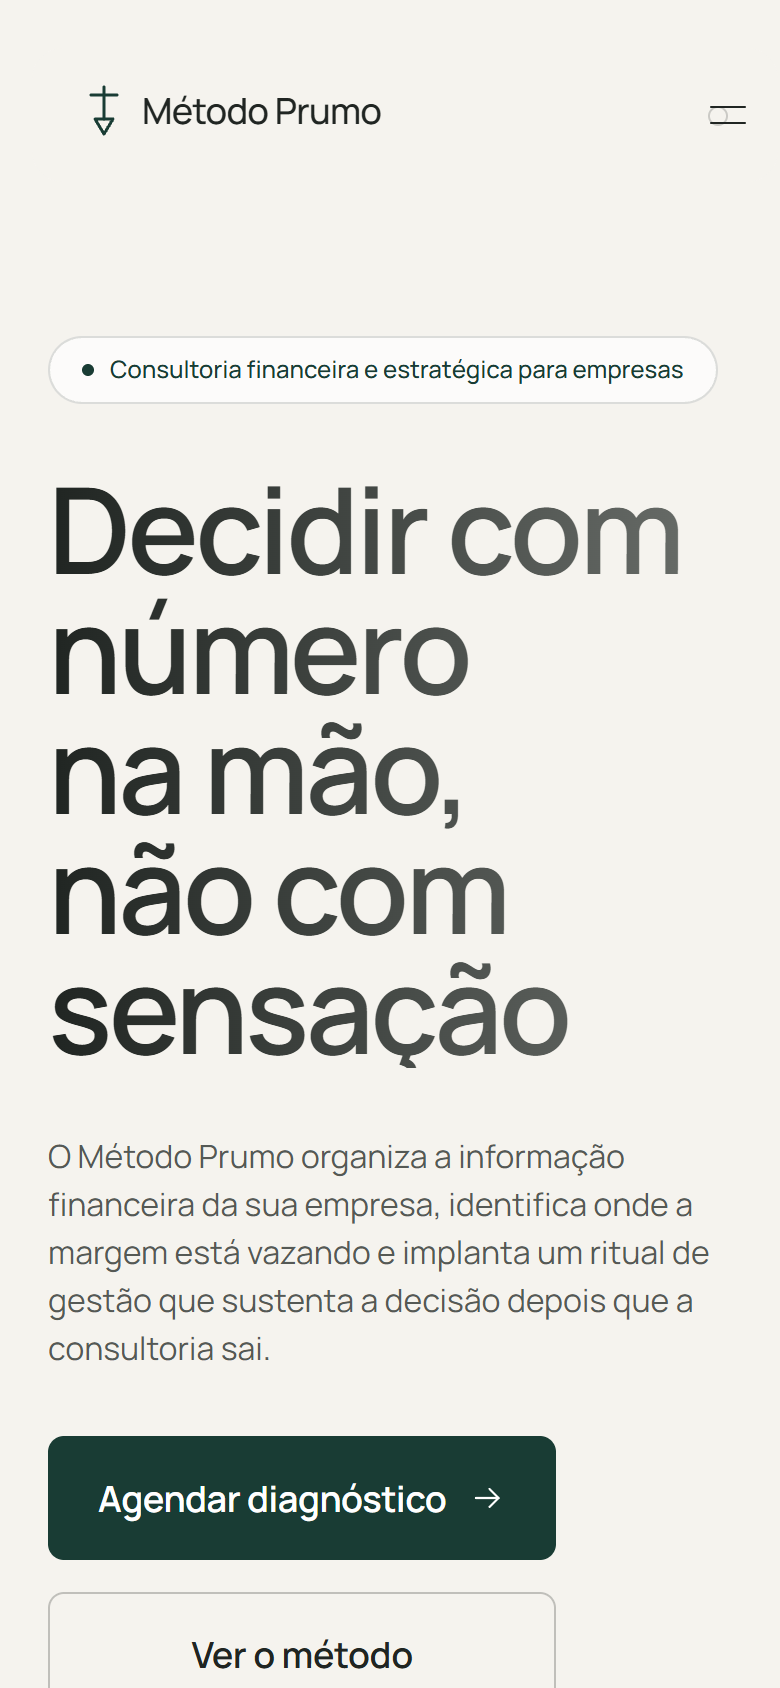 Método Prumo
Consultoria financeira e estratégica para empresas
Decidir com
número
na mão,
não com
sensação
O Método Prumo organiza a informação
financeira da sua empresa, identifica onde a
margem está vazando e implanta um ritual de
gestão que sustenta a decisão depois que a
consultoria sai.
Agendar diagnóstico →
Ver o método